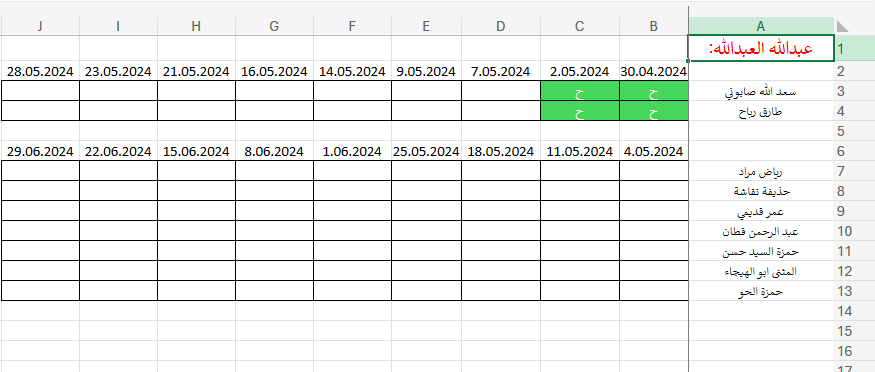 A B C D E F G H I J
1 عبدالله العبدالله:
2 30.04.2024 2.05.2024 7.05.2024 9.05.2024 14.05.2024 16.05.2024 21.05.2024 23.05.2024 28.05.2024
3 سعد الله صابوني ح ح
4 طارق رياح ح ح
5
6 4.05.2024 11.05.2024 18.05.2024 25.05.2024 1.06.2024 8.06.2024 15.06.2024 22.06.2024 29.06.2024
7 رياض مراد
8 حذيفة نقاشة
9 عمر قديمي
10 عبد الرحمن قطان
11 حمزة السيد حسن
12 المثنى ابو الهيجاء
13 حمزة الحو
14
15
16
17